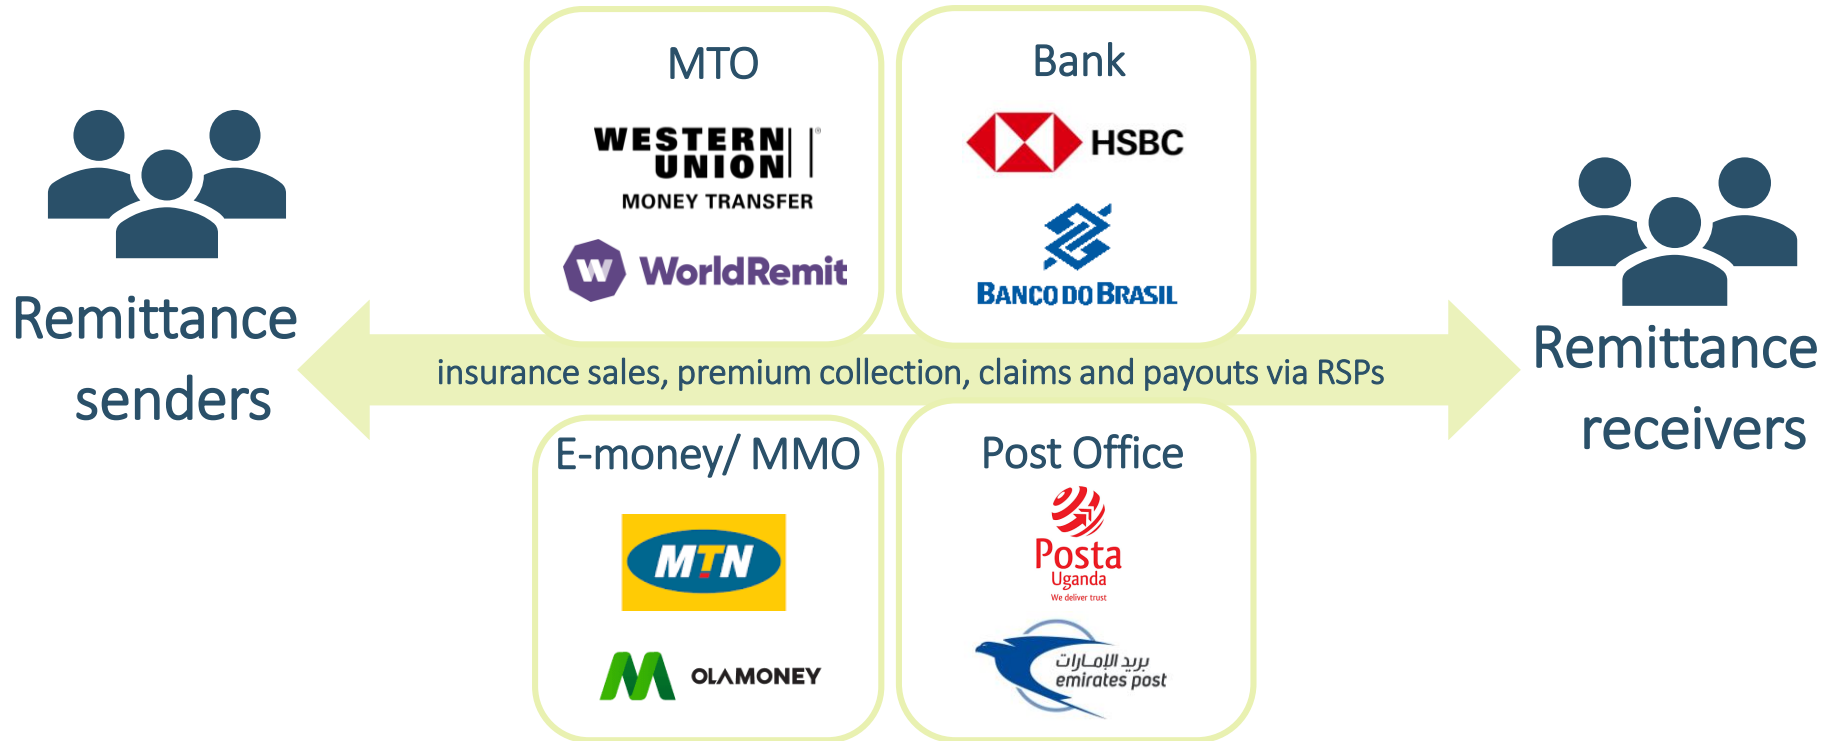 MTO
WESTERN
UNION
®
MONEY TRANSFER
W WorldRemit
Bank
HSBC
BANCO DO BRASIL
Remittance
senders
insurance sales, premium collection, claims and payouts via RSPs
Remittance
receivers
E-money/ MMO
MTN
OLAMONEY
Post Office
Posta
Uganda
We deliver trust
بريد الإمارات
emirates post